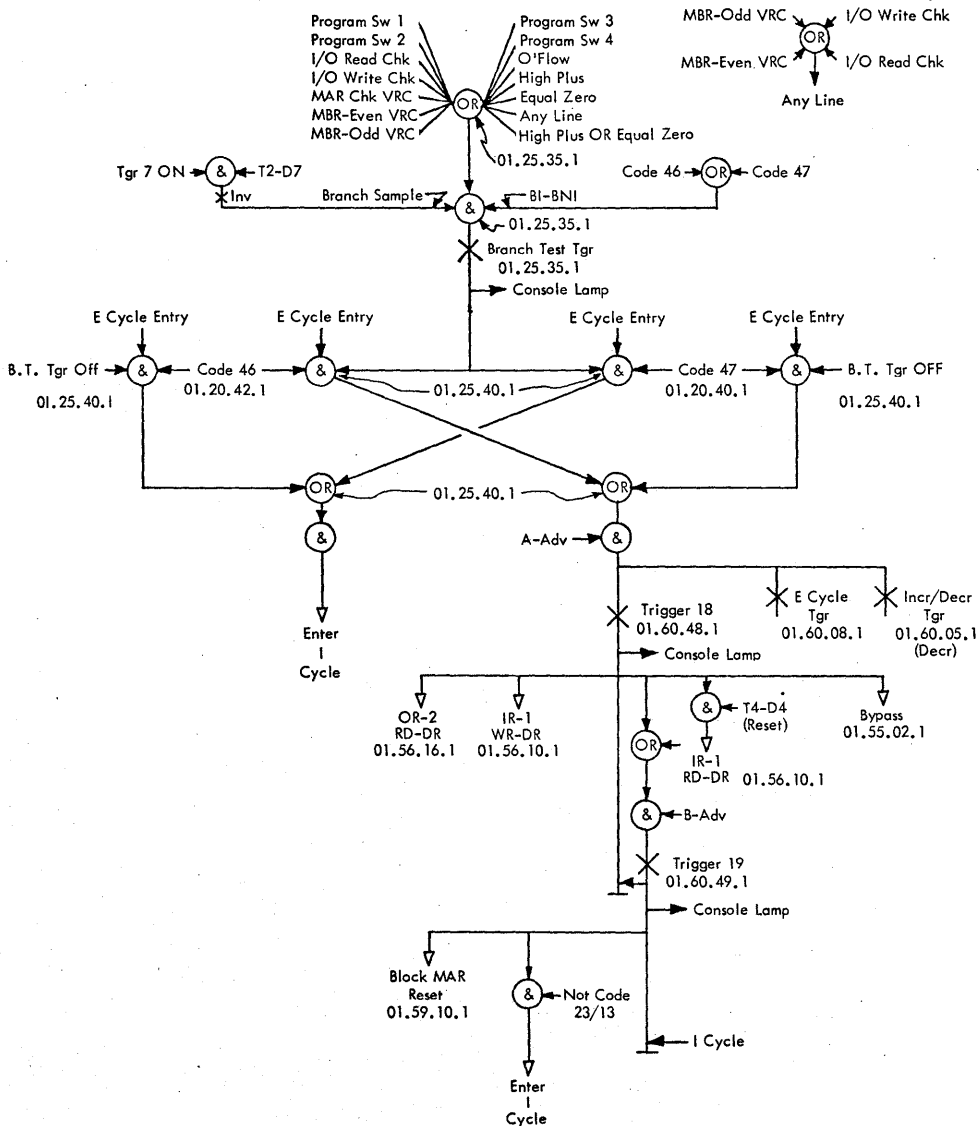 Program Sw 1
Program Sw 2
I/O Read Chk
I/O Write Chk
MAR Chk VRC
MBR-Even VRC
MBR-Odd VRC
OR
Program Sw 3
Program Sw 4
O'Flow
High Plus
Equal Zero
Any Line
High Plus OR Equal Zero
01.25.35.1
MBR-Odd VRC
I/O Write Chk
OR
MBR-Even VRC
I/O Read Chk
Any Line
Tgr 7 ON
&
T2-D7
Inv
Branch Sample
&
BI-BNI
Code 46
OR
Code 47
01.25.35.1
Branch Test Tgr
01.25.35.1
Console Lamp
E Cycle Entry
E Cycle Entry
E Cycle Entry
E Cycle Entry
B.T. Tgr Off
&
Code 46
&
&
Code 47
&
B.T. Tgr OFF
01.25.40.1
01.20.42.1
01.25.40.1
01.20.40.1
01.25.40.1
OR
01.25.40.1
OR
&
A-Adv
&
Enter
I
Cycle
Trigger 18
01.60.48.1
E Cycle
Tgr
01.60.08.1
Incr/Decr
Tgr
01.60.05.1
(Decr)
Console Lamp
OR-2
RD-DR
01.56.16.1
IR-1
WR-DR
01.56.10.1
OR
&
T4-D4
(Reset)
IR-1
RD-DR
01.56.10.1
Bypass
01.55.02.1
&
B-Adv
Trigger 19
01.60.49.1
Console Lamp
Block MAR
Reset
01.59.10.1
&
Not Code
23/13
I Cycle
Enter
I
Cycle